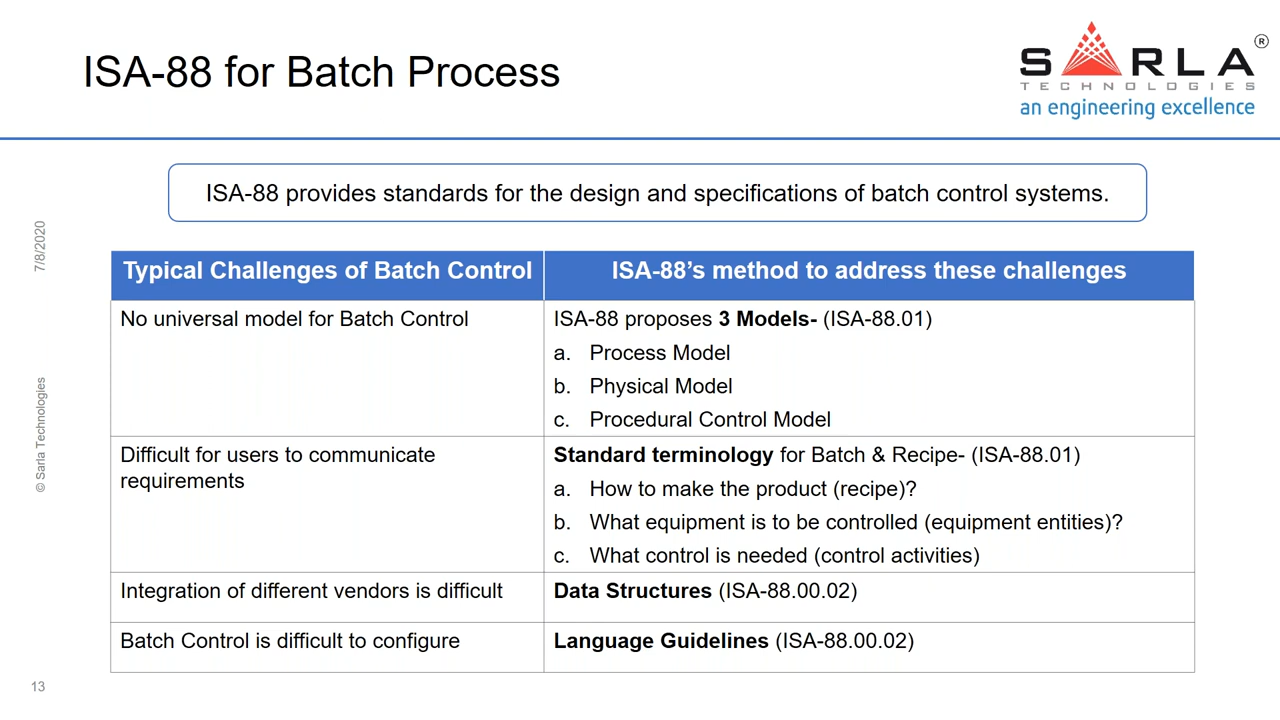 ISA-88 for Batch Process
SARLA
®
TECHNOLOGIES
an engineering excellence
ISA-88 provides standards for the design and specifications of batch control systems.
Typical Challenges of Batch Control
ISA-88’s method to address these challenges
No universal model for Batch Control
ISA-88 proposes 3 Models- (ISA-88.01)
a. Process Model
b. Physical Model
c. Procedural Control Model
Difficult for users to communicate
requirements
Standard terminology for Batch & Recipe- (ISA-88.01)
a. How to make the product (recipe)?
b. What equipment is to be controlled (equipment entities)?
c. What control is needed (control activities)
Integration of different vendors is difficult
Data Structures (ISA-88.00.02)
Batch Control is difficult to configure
Language Guidelines (ISA-88.00.02)
7/8/2020
© Sarla Technologies
13